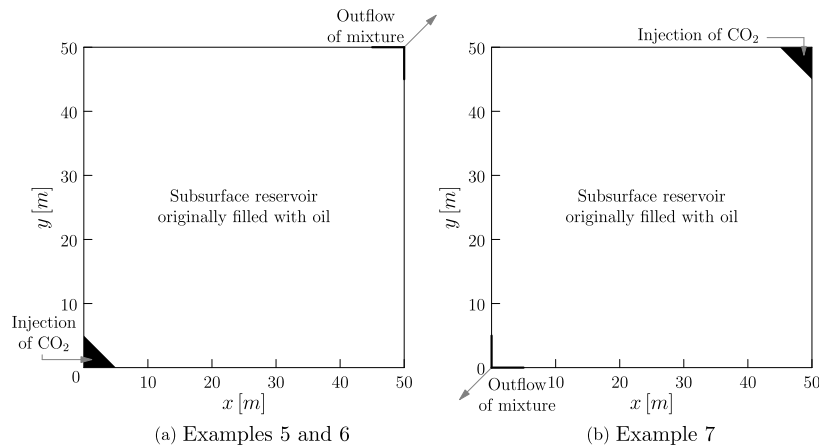 Outflow
of mixture
50
40
30
20
10
0
y [m]
Subsurface reservoir
originally filled with oil
Injection
of CO₂
10
20
30
40
50
x [m]
(a) Examples 5 and 6
Injection of CO₂
50
40
30
20
10
0
y [m]
Subsurface reservoir
originally filled with oil
Outflow
of mixture
10
20
30
40
50
x [m]
(b) Example 7